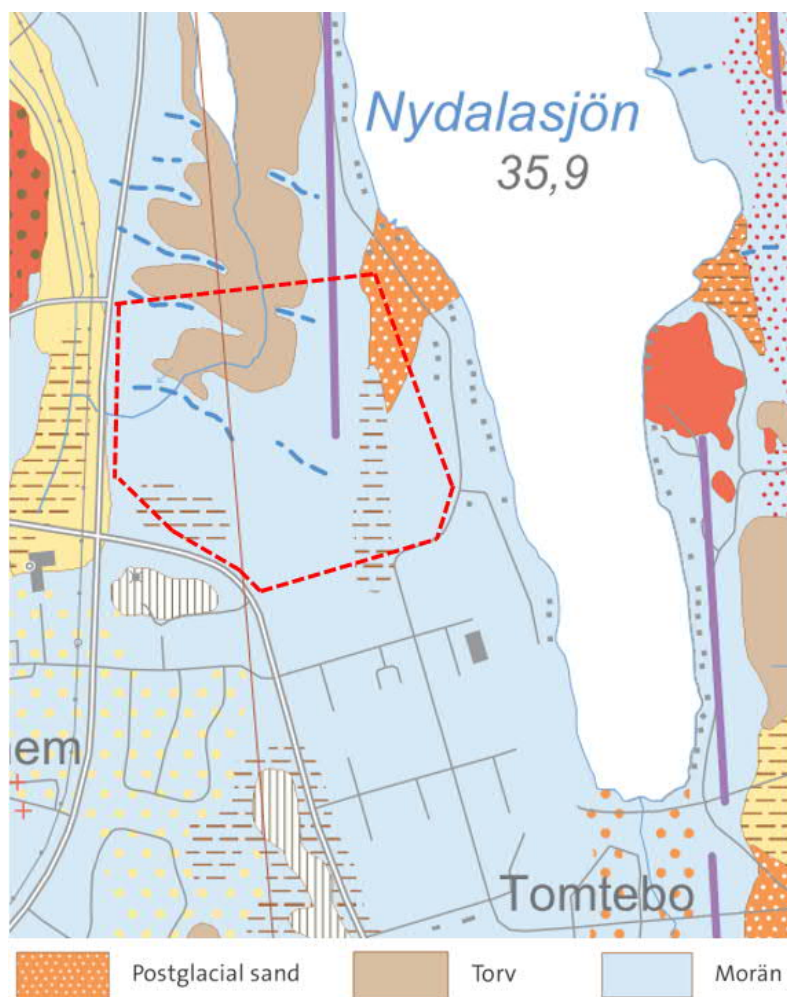 Nydalasjön
35,9
em
Tomtebo
Postglacial sand
Torv
Morän